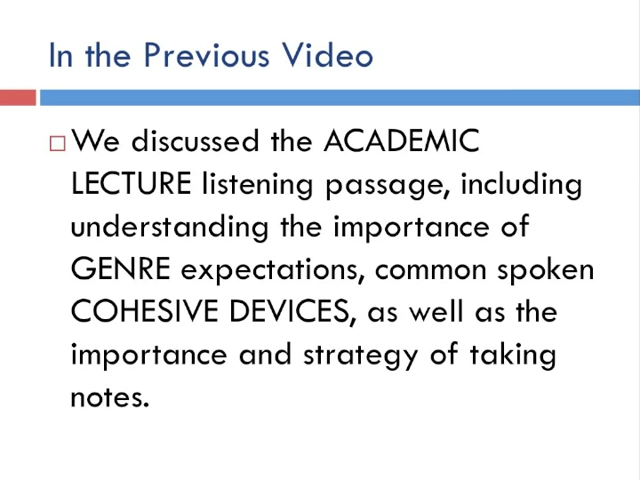 In the Previous Video
We discussed the ACADEMIC
LECTURE listening passage, including
understanding the importance of
GENRE expectations, common spoken
COHESIVE DEVICES, as well as the
importance and strategy of taking
notes.